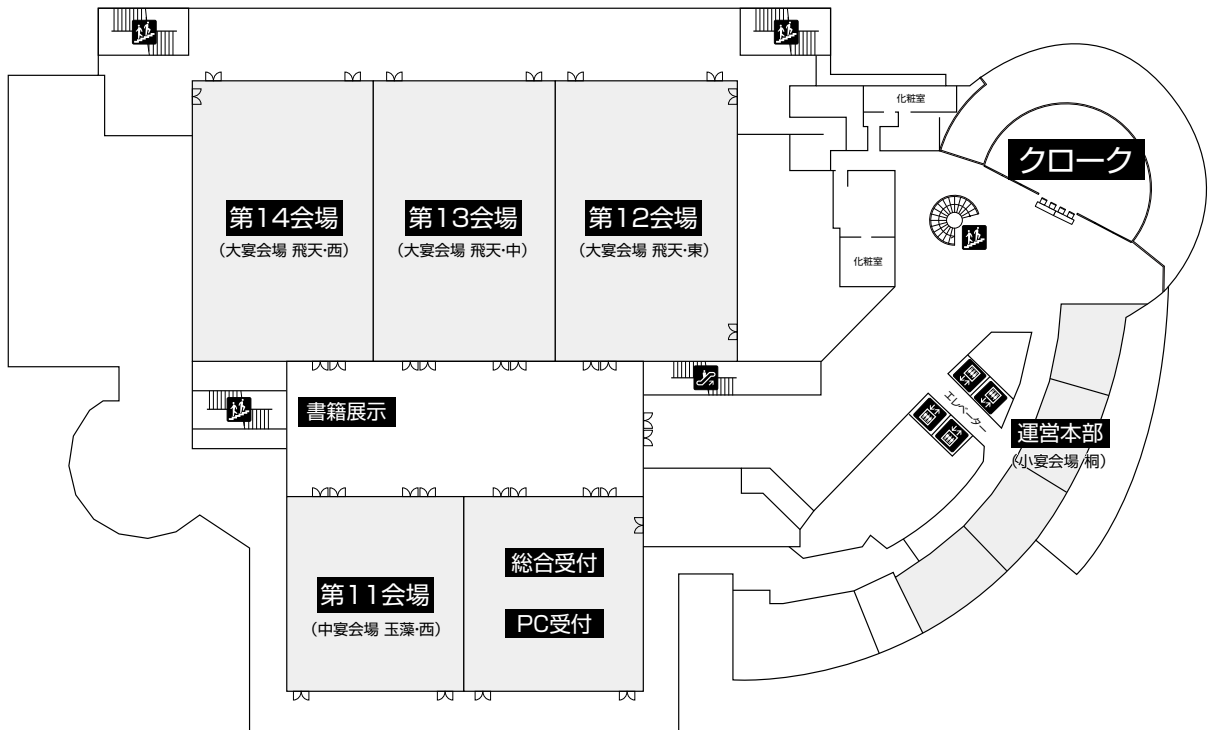 化粧室
クローク
第14会場
(大宴会場 飛天・西)
第13会場
(大宴会場 飛天・中)
第12会場
(大宴会場 飛天・東)
化粧室
書籍展示
エレベーター
運営本部
(小宴会場 桐)
総合受付
第11会場
(中宴会場 玉藻・西)
PC受付